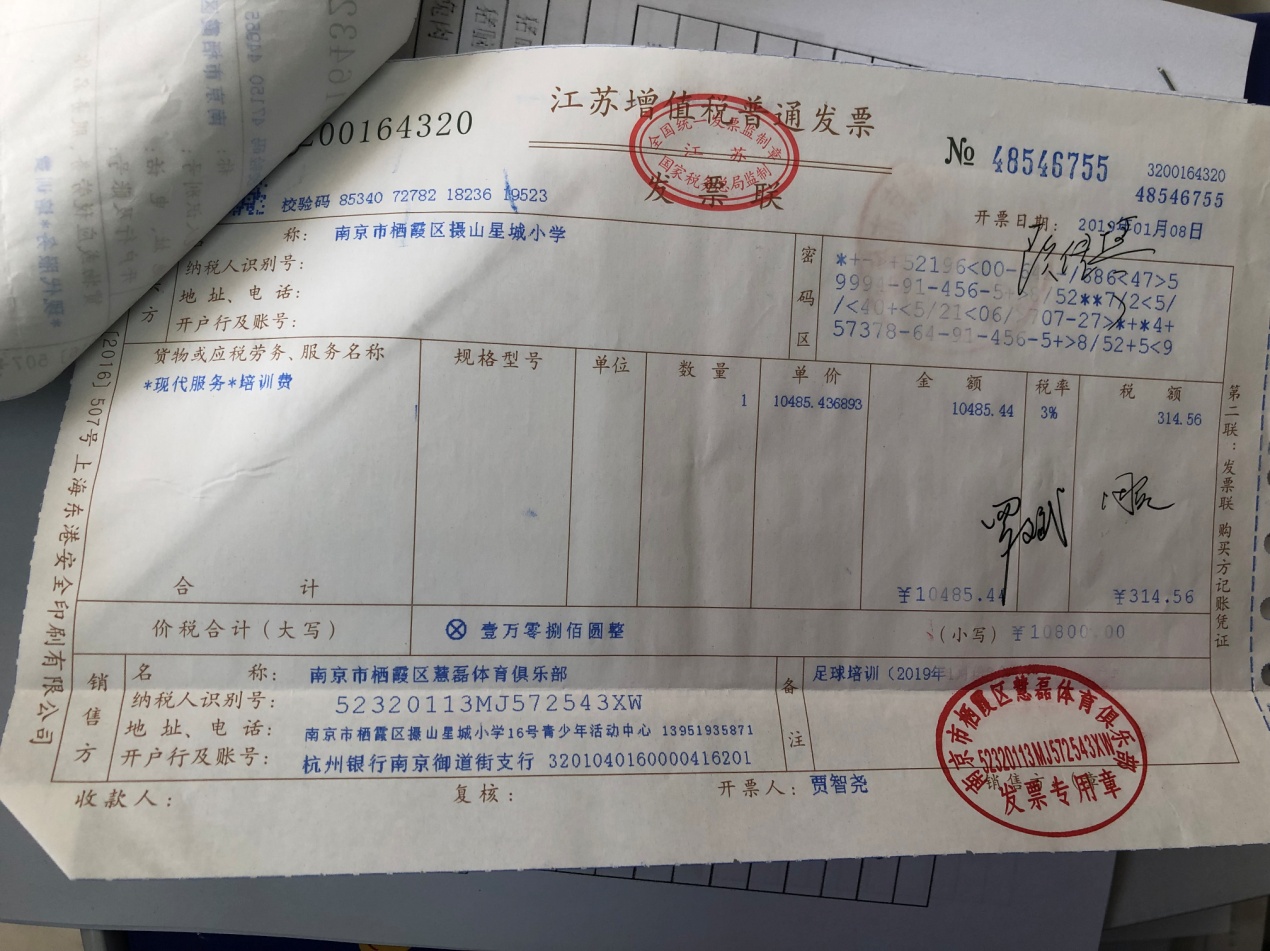 江苏增值税普通发票
发票联
全国统一发票监制章
江苏
国家税务总局监制
00164320
№ 48546755
3200164320
48546755
校验码 85340 72782 18236 19523
开票日期: 2019年01月08日
称: 南京市栖霞区摄山星城小学
纳税人识别号:
地址、电话:
开户行及账号:
方
密码区
9999-91-456-5
57378-64-91-456-5+>8/52+5<9
货物或应税劳务、服务名称 规格型号 单位 数量 单价 金额 税率 税额
*现代服务*培训费 1 10485.436893 10485.44 3% 314.56
合计 ¥10485.44 ¥314.56
价税合计(大写) ⊗ 壹万零捌佰圆整 (小写) ¥10800.00
销售方
名称: 南京市栖霞区慧磊体育俱乐部
纳税人识别号: 52320113MJ572543XW
地址、电话: 南京市栖霞区摄山星城小学16号青少年活动中心 13951935871
开户行及账号: 杭州银行南京御道街支行 3201040160000416201
备注
足球培训(2019年
收款人: 复核: 开票人: 贾智尧
南京市栖霞区慧磊体育俱乐部
52320113MJ572543XW
发票专用章
第二联:发票联 购买方记账凭证
[2016] 507号 上海东港安全印刷有限公司